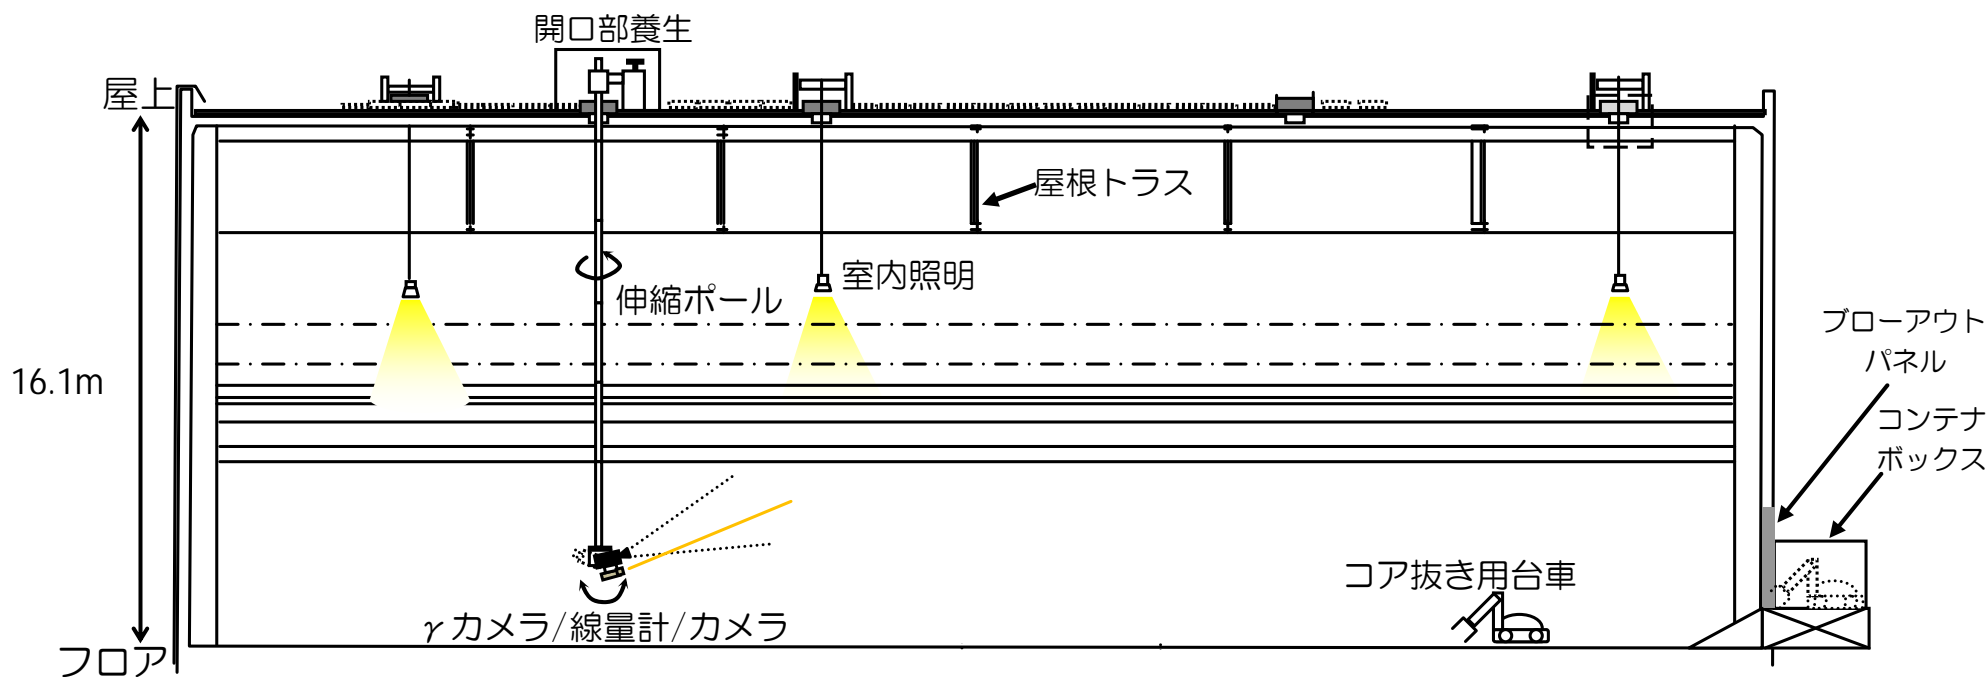 開口部養生
屋上
屋根トラス
室内照明
伸縮ポール
ブローアウト
パネル
16.1m
コンテナ
ボックス
コア抜き用台車
γカメラ/線量計/カメラ
フロア